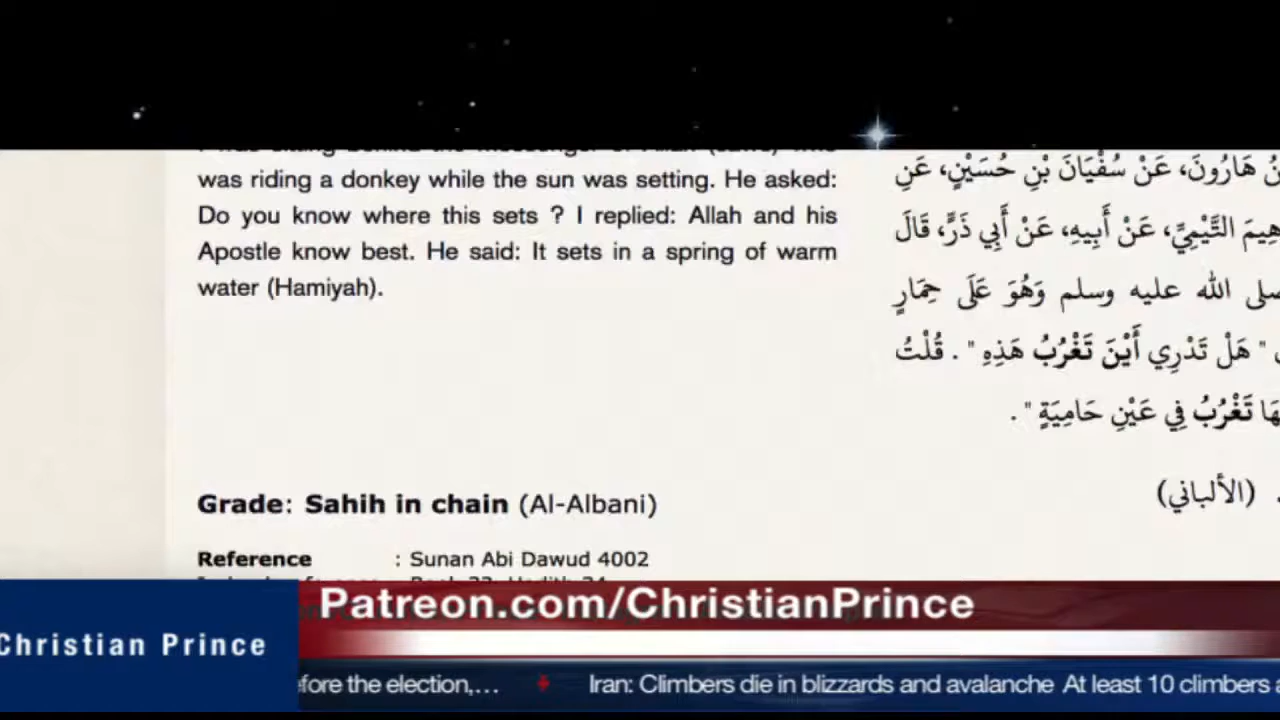 was riding a donkey while the sun was setting. He asked:
Do you know where this sets ? I replied: Allah and his
Apostle know best. He said: It sets in a spring of warm
water (Hamiyah).
هَارُونَ، عَنْ سُفْيَانَ بْنِ حُسَيْنٍ، عَنِ
التَّيْمِيِّ، عَنْ أَبِيهِ، عَنْ أَبِي ذَرٍّ، قَالَ
الله عليه وسلم وَهُوَ عَلَى حِمَارٍ
" هَلْ تَدْرِي أَيْنَ تَغْرُبُ هَذِهِ " . قُلْتُ
تَغْرُبُ فِي عَيْنِ حَامِيَةٍ " .
Grade: Sahih in chain (Al-Albani)
(الألباني)
Reference : Sunan Abi Dawud 4002
Patreon.com/ChristianPrince
Christian Prince
the election,... Iran: Climbers die in blizzards and avalanche At least 10 climbers